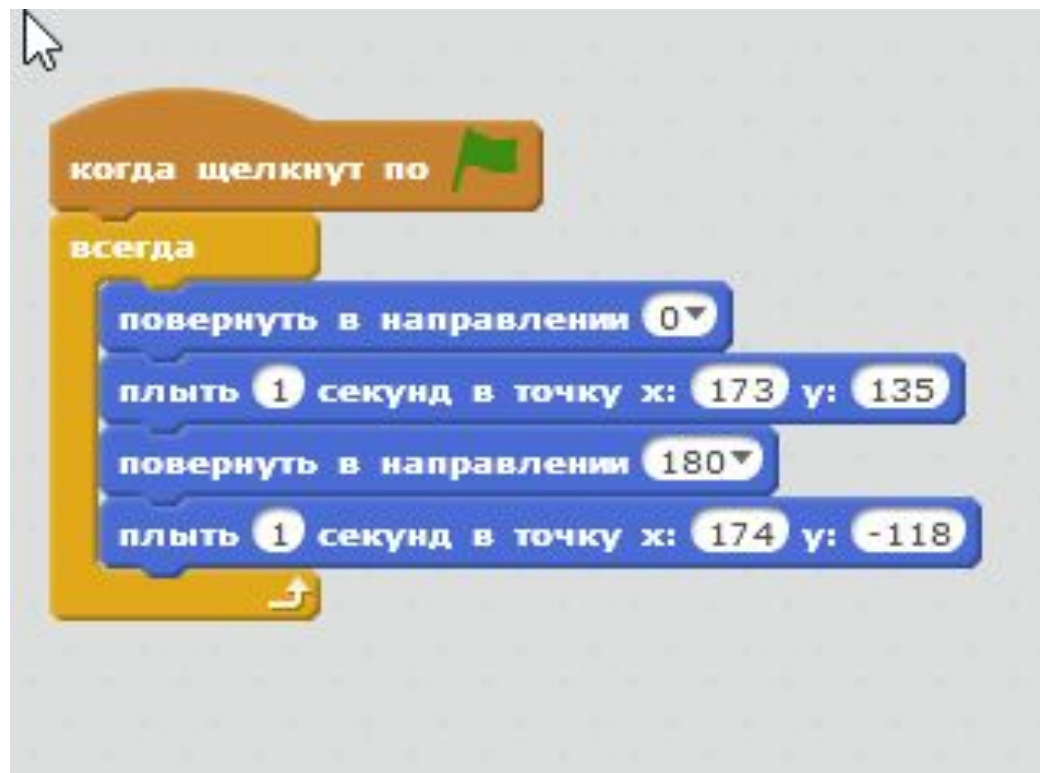 когда щелкнут по
всегда
повернуть в направлении 0
плыть 1 секунд в точку x: 173 y: 135
повернуть в направлении 180
плыть 1 секунд в точку x: 174 y: -118